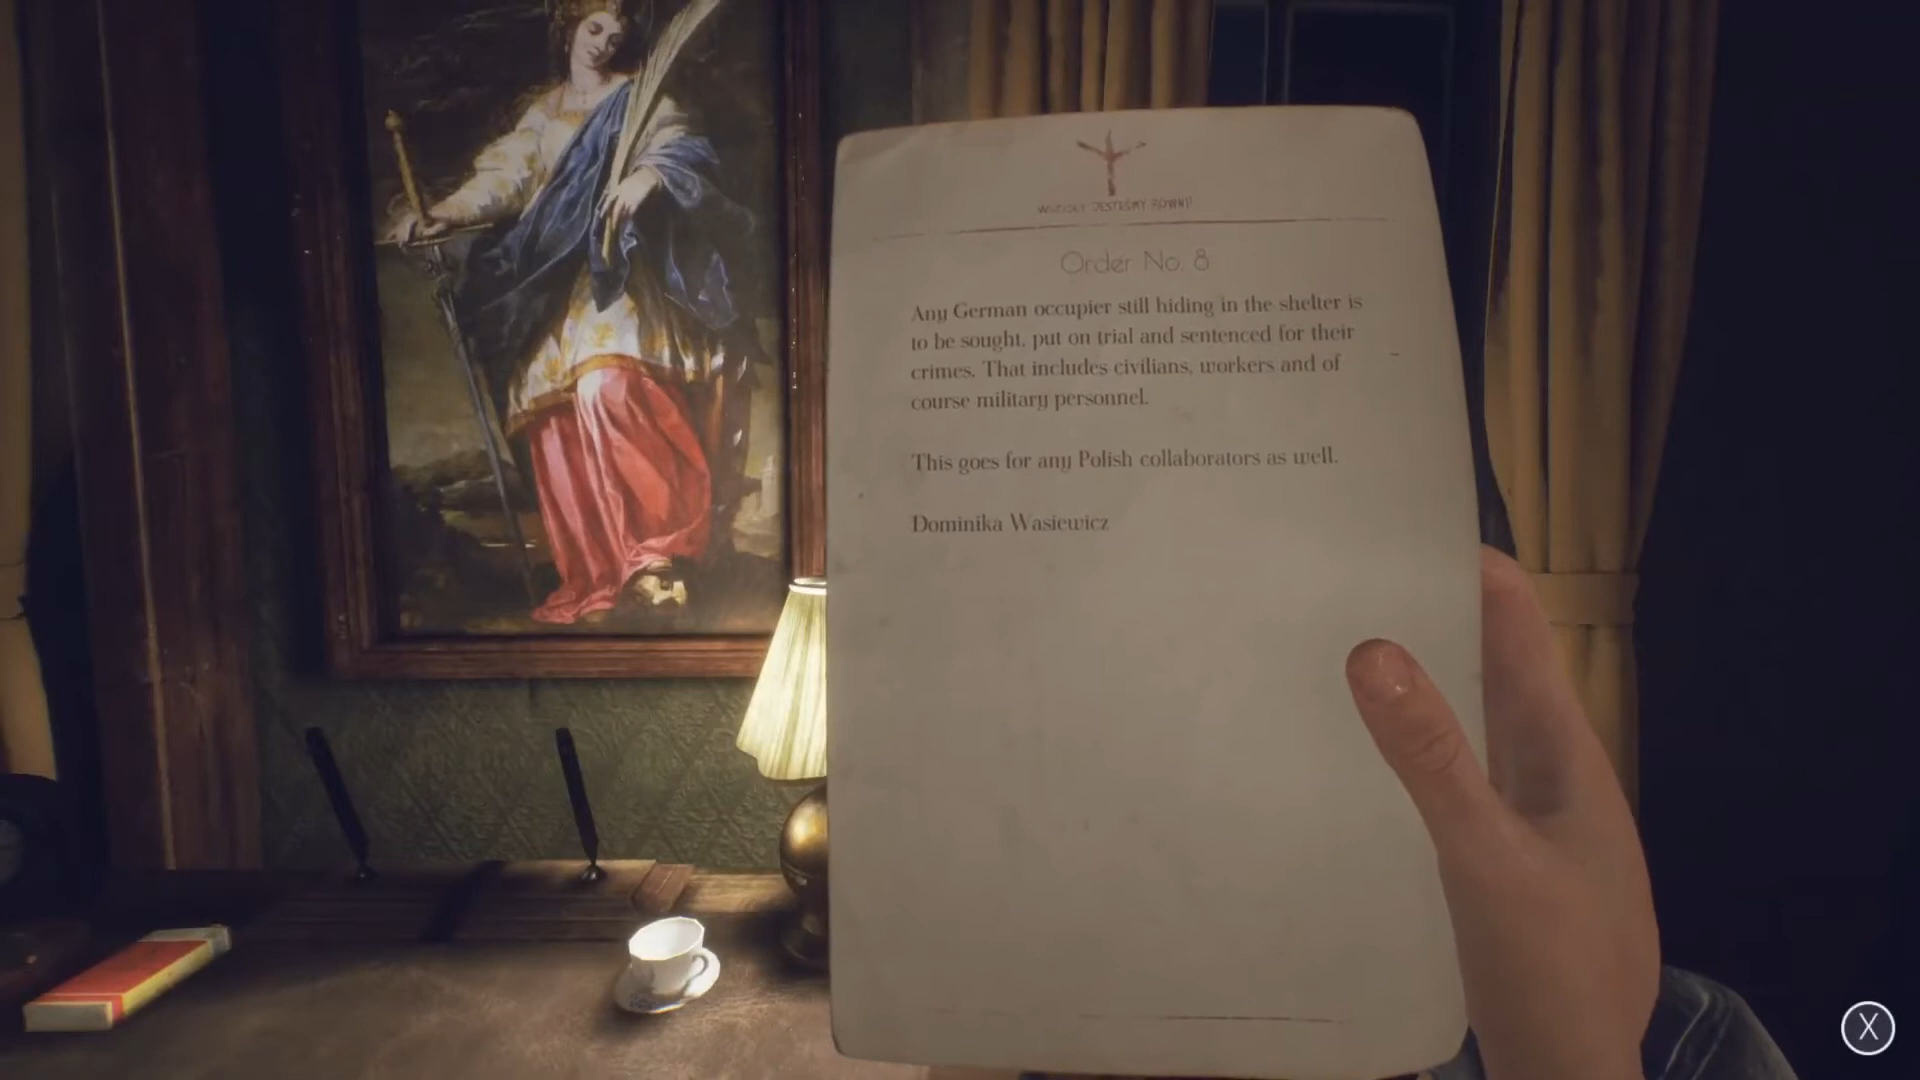 WSZYSCY JESTEŚMY RÓWNI!
Order No. 8
Any German occupier still hiding in the shelter is
to be sought, put on trial and sentenced for their
crimes. That includes civilians, workers and of
course military personnel.
This goes for any Polish collaborators as well.
Dominika Wasiewicz
X